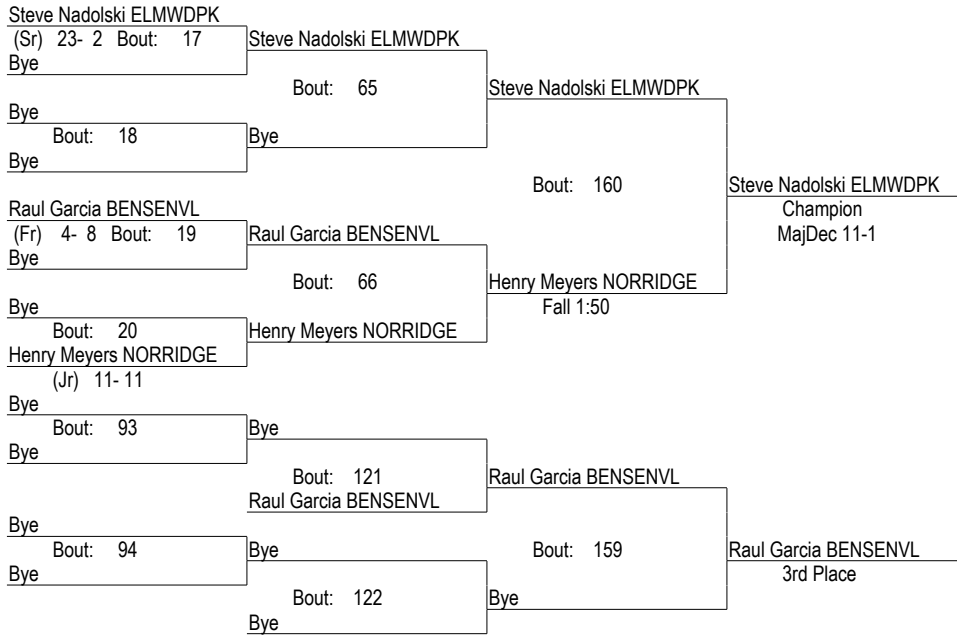 Steve Nadolski ELMWDPK
(Sr) 23- 2 Bout: 17
Steve Nadolski ELMWDPK
Bye
Bout: 65
Steve Nadolski ELMWDPK
Bye
Bout: 18
Bye
Bye
Bout: 160
Steve Nadolski ELMWDPK
Champion
MajDec 11-1
Raul Garcia BENSENVL
(Fr) 4- 8 Bout: 19
Raul Garcia BENSENVL
Bye
Bout: 66
Henry Meyers NORRIDGE
Fall 1:50
Bye
Bout: 20
Henry Meyers NORRIDGE
Henry Meyers NORRIDGE
(Jr) 11- 11
Bye
Bout: 93
Bye
Bye
Bout: 121
Raul Garcia BENSENVL
Raul Garcia BENSENVL
Bye
Bout: 94
Bye
Bye
Bout: 159
Raul Garcia BENSENVL
3rd Place
Bout: 122
Bye
Bye